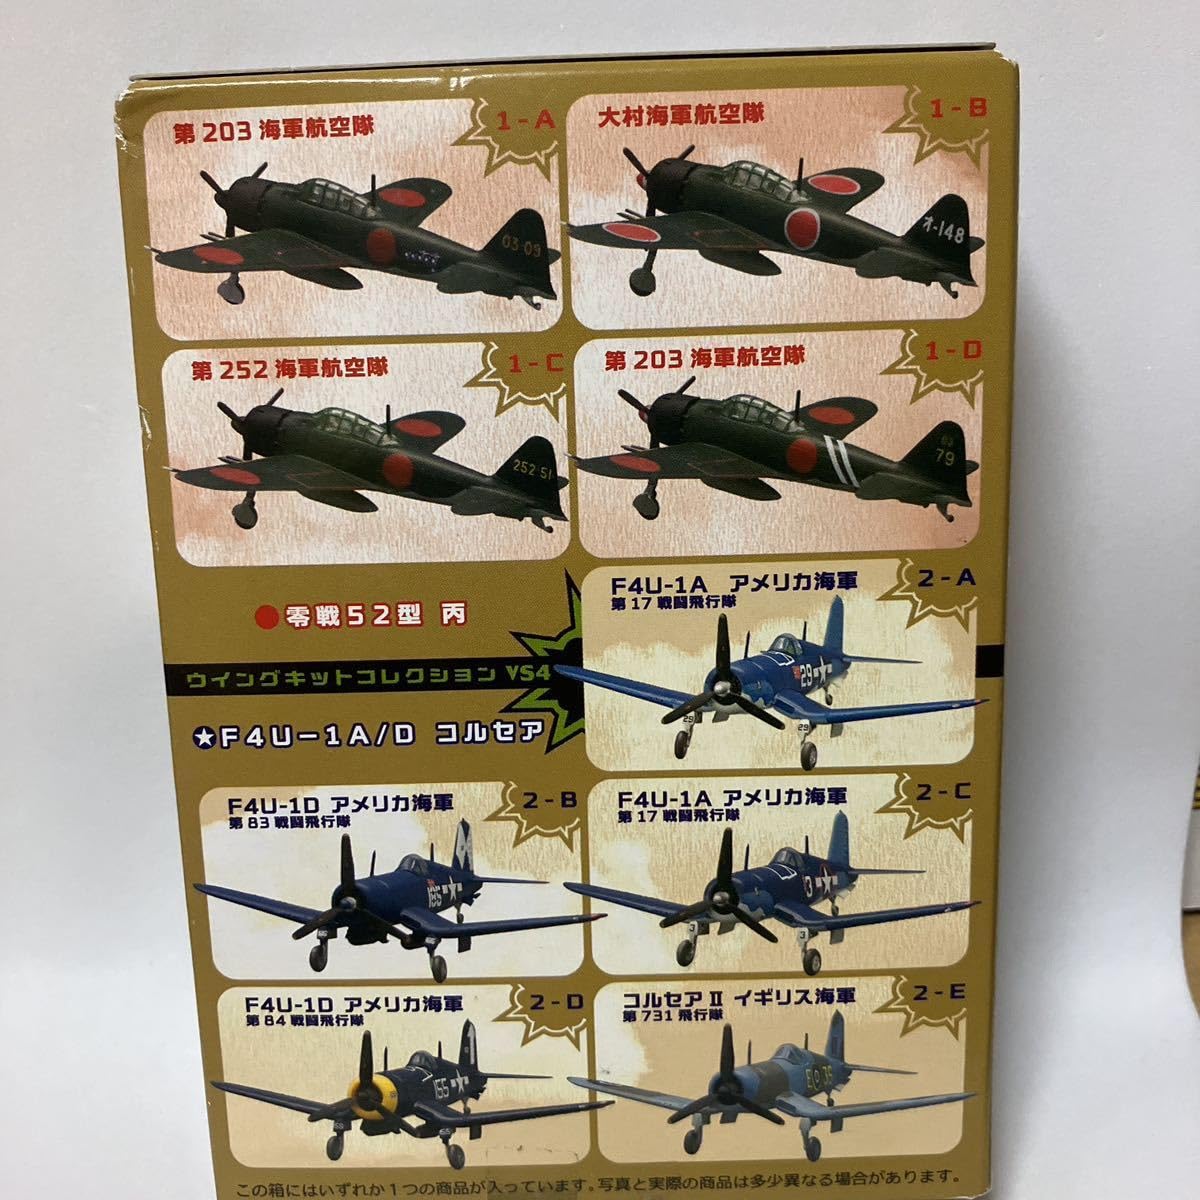 第203海軍航空隊
1-A
03-09
大村海軍航空隊
1-B
オ-148
第252海軍航空隊
1-C
252-51
第203海軍航空隊
1-D
03
79
●零戦52型 丙
ウイングキットコレクション VS4
★F4U-1A/D コルセア
F4U-1A アメリカ海軍
第17戦闘飛行隊
2-A
29
29
29
F4U-1D アメリカ海軍
第83戦闘飛行隊
2-B
F4U-1A アメリカ海軍
第17戦闘飛行隊
2-C
3
3
3
F4U-1D アメリカ海軍
第84戦闘飛行隊
2-D
155
コルセアⅡ イギリス海軍
第731飛行隊
2-E
この箱にはいずれか1つの商品が入っています。写真と実際の商品は多少異なる場合があります。